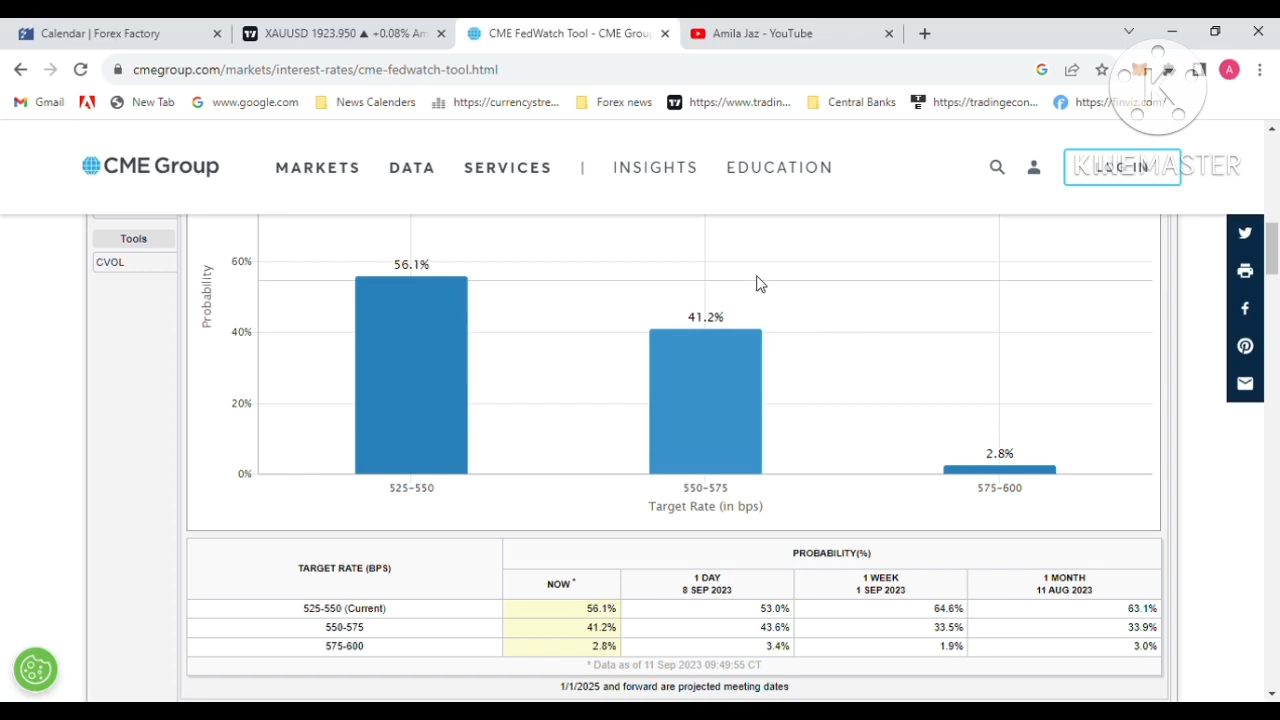 Calendar | Forex Factory
XAUUSD 1923.950 ▲ +0.08% Am
CME FedWatch Tool - CME Grou
Amila Jaz - YouTube
cmegroup.com/markets/interest-rates/cme-fedwatch-tool.html
A
Gmail
New Tab
www.google.com
News Calenders
https://currencystre...
Forex news
https://www.tradin...
Central Banks
https://tradingecon...
https://finviz.com/
K
KINEMASTER
CME Group
MARKETS DATA SERVICES | INSIGHTS EDUCATION
LOG IN
Tools
CVOL
Probability
60%
40%
20%
0%
56.1%
41.2%
2.8%
525-550 550-575 575-600
Target Rate (in bps)
TARGET RATE (BPS) PROBABILITY(%)
NOW * 1 DAY 8 SEP 2023 1 WEEK 1 SEP 2023 1 MONTH 11 AUG 2023
525-550 (Current) 56.1% 53.0% 64.6% 63.1%
550-575 41.2% 43.6% 33.5% 33.9%
575-600 2.8% 3.4% 1.9% 3.0%
* Data as of 11 Sep 2023 09:49:55 CT
1/1/2025 and forward are projected meeting dates